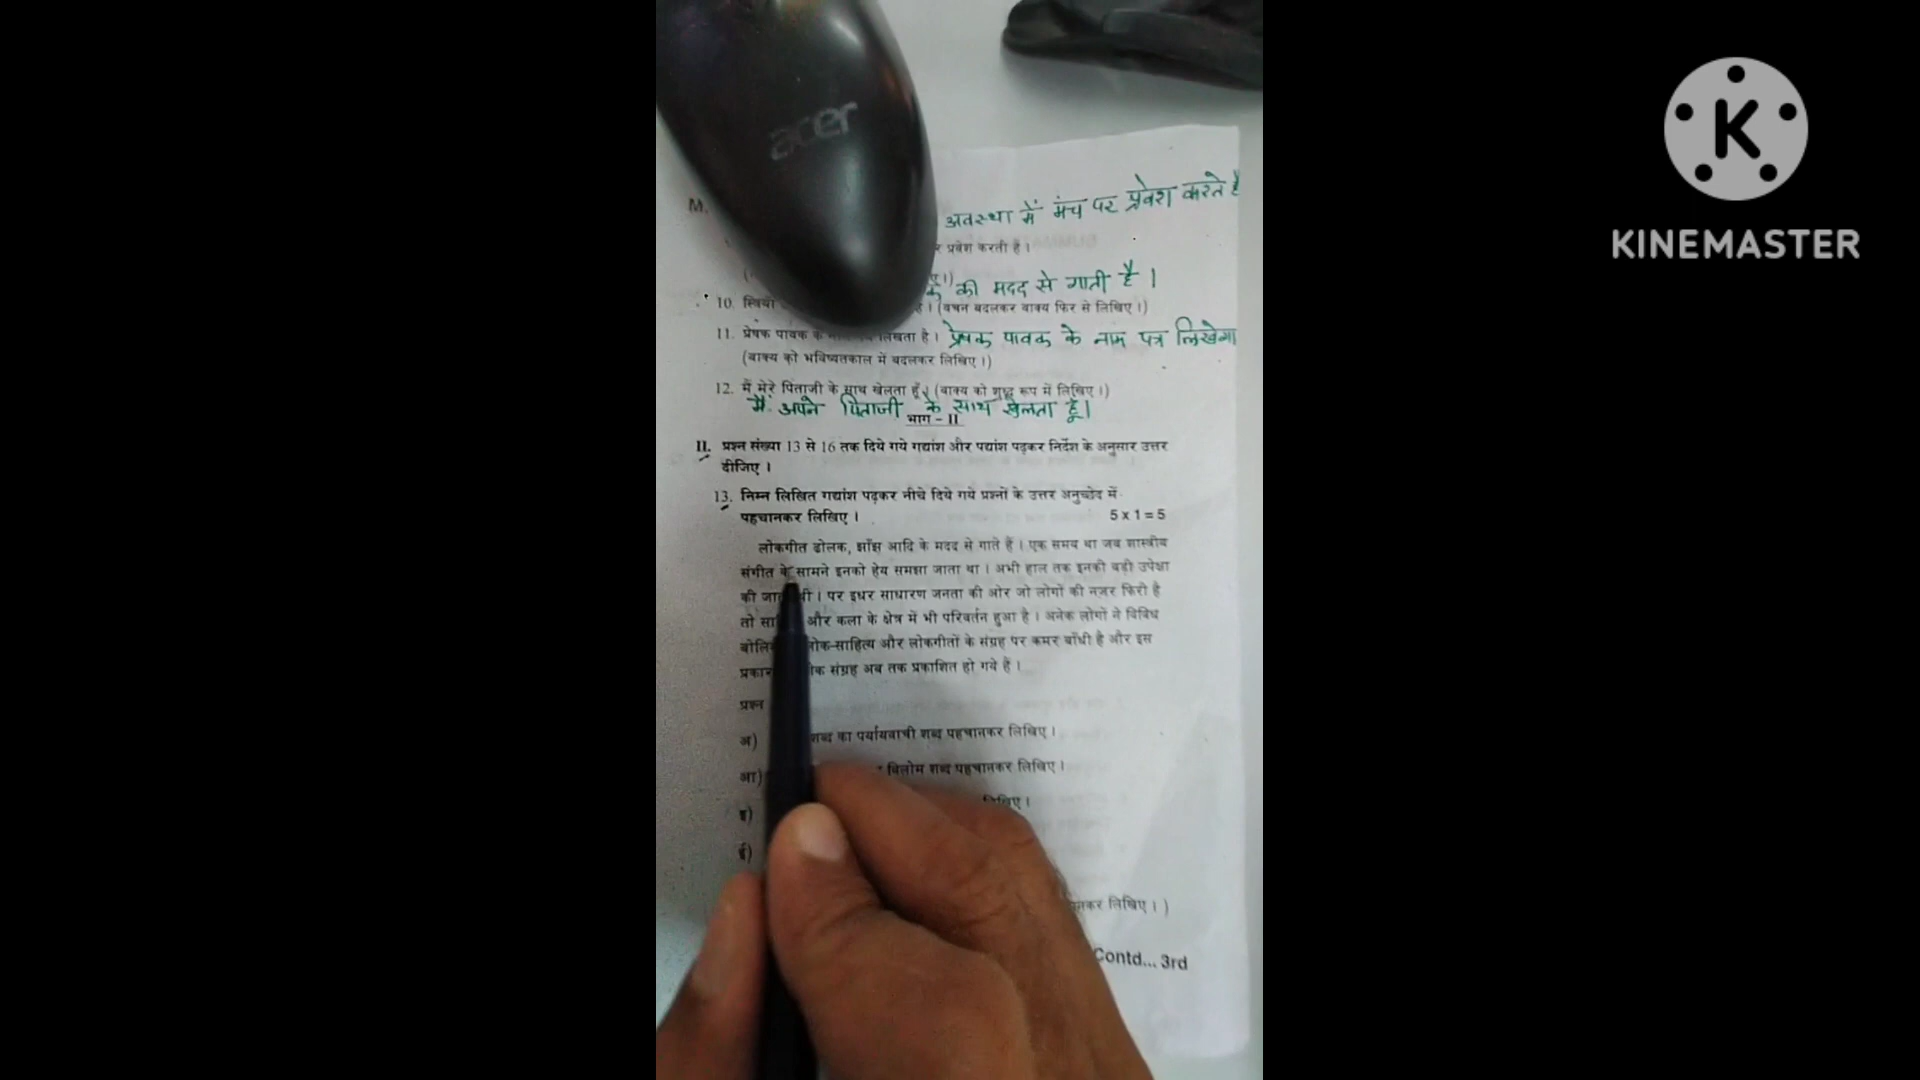 acer
M.
अवस्था में मंच पर प्रवेश करते है
र प्रवेश करती है ।
ए।)
की मदद से गाती है ।
10. स्त्रियाँ है । (वचन बदलकर वाक्य फिर से लिखिए ।)
11. प्रेषक पावक के लिखता है । प्रेषक पावक के नाम पत्र लिखेगा
(वाक्य को भविष्यतकाल में बदलकर लिखिए ।)
12. मैं मेरे पिताजी के साथ खेलता हूँ । (वाक्य को शुद्ध रूप में लिखिए ।)
मैं अपने पिताजी के साथ खेलता हूँ।
भाग – II
II. प्रश्न संख्या 13 से 16 तक दिये गये गद्यांश और पद्यांश पढ़कर निर्देश के अनुसार उत्तर
दीजिए ।
13. निम्न लिखित गद्यांश पढ़कर नीचे दिये गये प्रश्नों के उत्तर अनुच्छेद में
पहचानकर लिखिए । 5 x 1 = 5
लोकगीत ढोलक, झाँझ आदि के मदद से गाते हैं । एक समय था जब शास्त्रीय
संगीत के सामने इनको हेय समझा जाता था । अभी हाल तक इनकी बड़ी उपेक्षा
की जा थी । पर इधर साधारण जनता की ओर जो लोगों की नज़र फिरी है
तो सा और कला के क्षेत्र में भी परिवर्तन हुआ है । अनेक लोगों ने विविध
बोलि लोक-साहित्य और लोकगीतों के संग्रह पर कमर बाँधी है और इस
प्रकार संग्रह अब तक प्रकाशित हो गये हैं ।
प्रश्न
अ) शब्द का पर्यायवाची शब्द पहचानकर लिखिए ।
आ) विलोम शब्द पहचानकर लिखिए ।
इ) लिखिए ।
ई)
लिखिए । )
Contd... 3rd
KINEMASTER